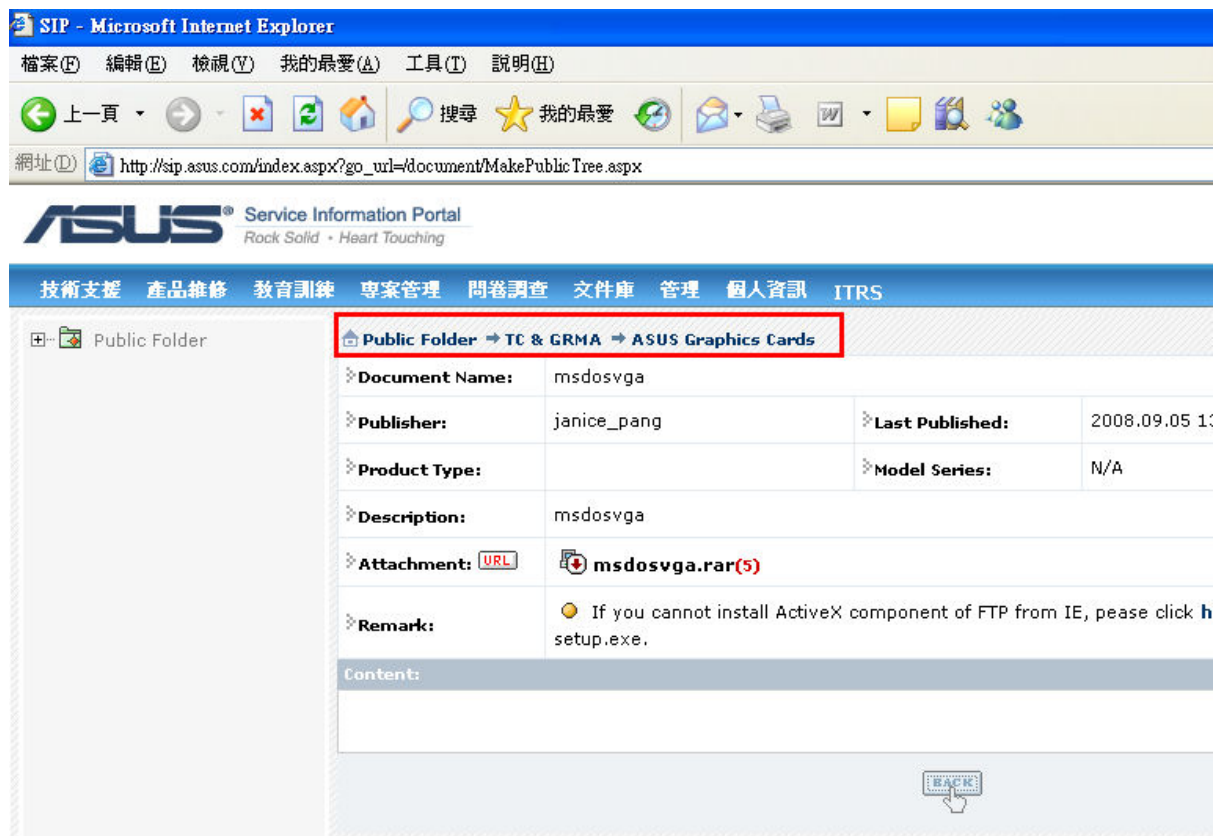 SIP - Microsoft Internet Explorer
檔案(F) 編輯(E) 檢視(V) 我的最愛(A) 工具(T) 說明(H)
上一頁 搜尋 我的最愛
網址(D) http://sip.asus.com/index.aspx?go_url=/document/MakePublicTree.aspx
ASUS® Service Information Portal
Rock Solid • Heart Touching
技術支援 產品維修 教育訓練 專案管理 問卷調查 文件庫 管理 個人資訊 ITRS
Public Folder
Public Folder ➔ TC & GRMA ➔ ASUS Graphics Cards
Document Name: msdosvga
Publisher: janice_pang Last Published: 2008.09.05 13
Product Type: Model Series: N/A
Description: msdosvga
Attachment: URL msdosvga.rar(5)
Remark: If you cannot install ActiveX component of FTP from IE, pease click h
setup.exe.
Content:
BACK